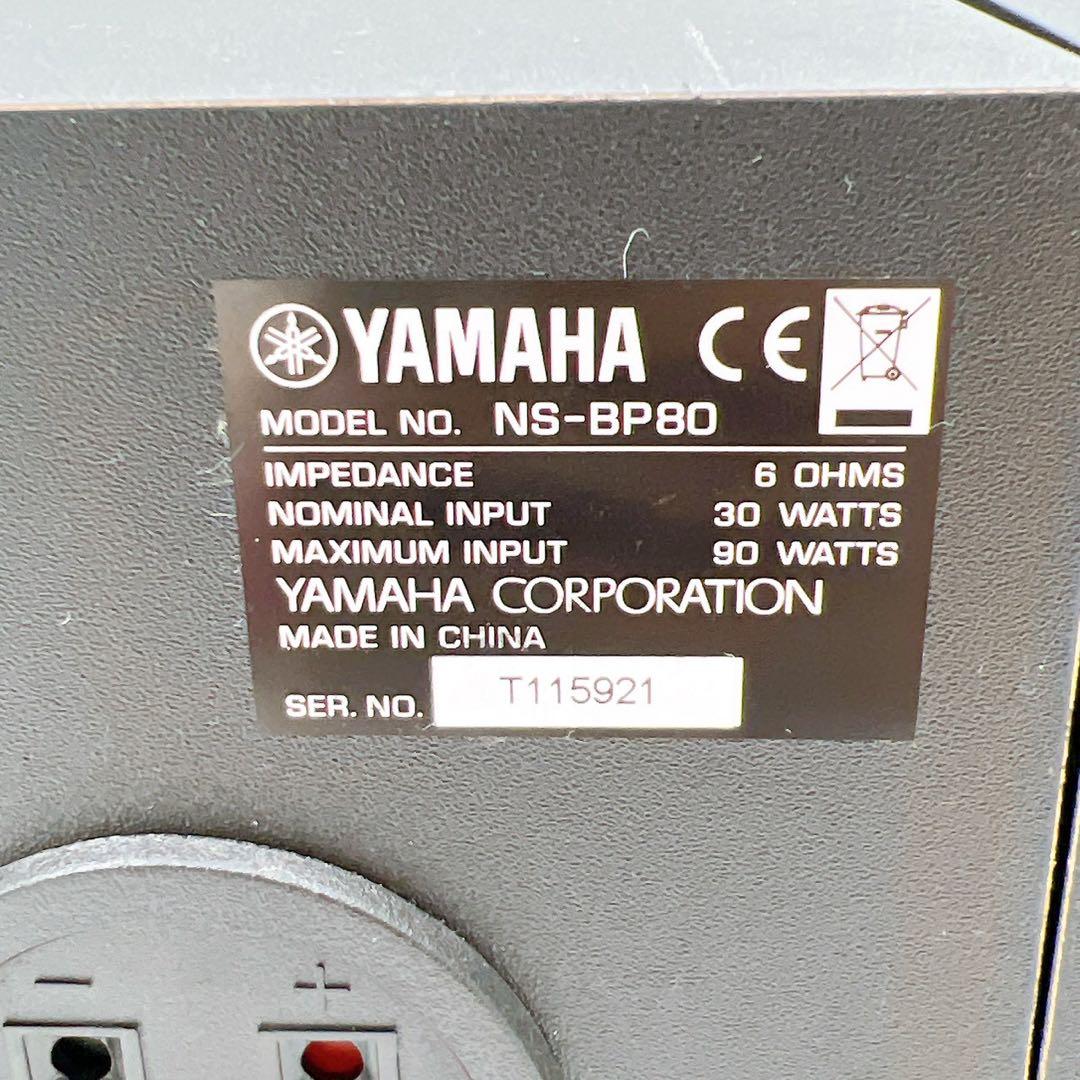 YAMAHA CE
MODEL NO. NS-BP80
IMPEDANCE 6 OHMS
NOMINAL INPUT 30 WATTS
MAXIMUM INPUT 90 WATTS
YAMAHA CORPORATION
MADE IN CHINA
SER. NO. T115921
− +